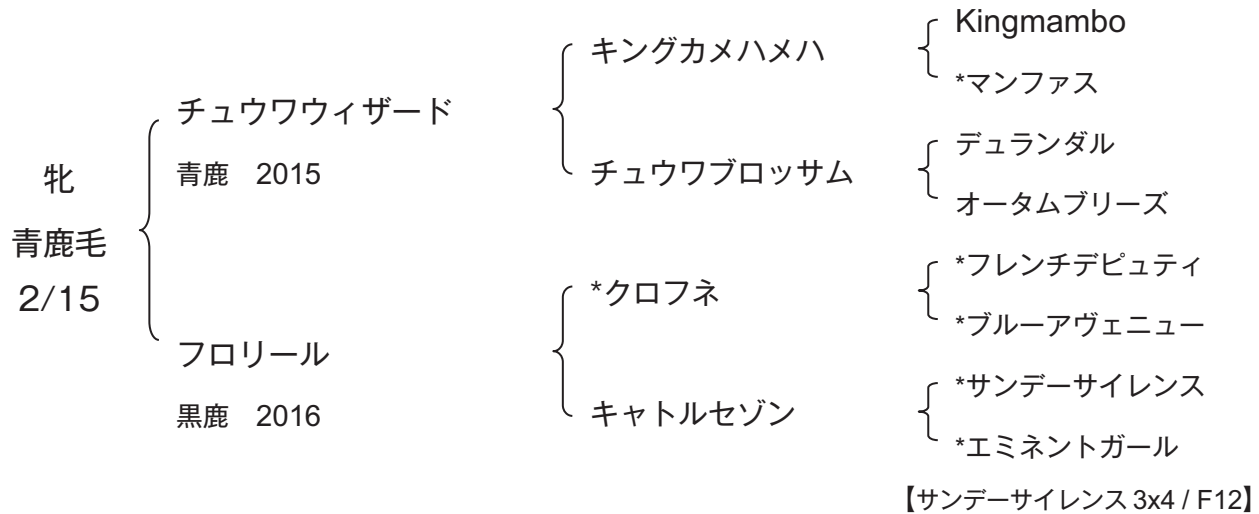 牝
青鹿毛
2/15
チュウワウィザード
青鹿　2015
フロリール
黒鹿　2016
キングカメハメハ
チュウワブロッサム
*クロフネ
キャトルセゾン
Kingmambo
*マンファス
デュランダル
オータムブリーズ
*フレンチデピュティ
*ブルーアヴェニュー
*サンデーサイレンス
*エミネントガール
【サンデーサイレンス 3x4 / F12】